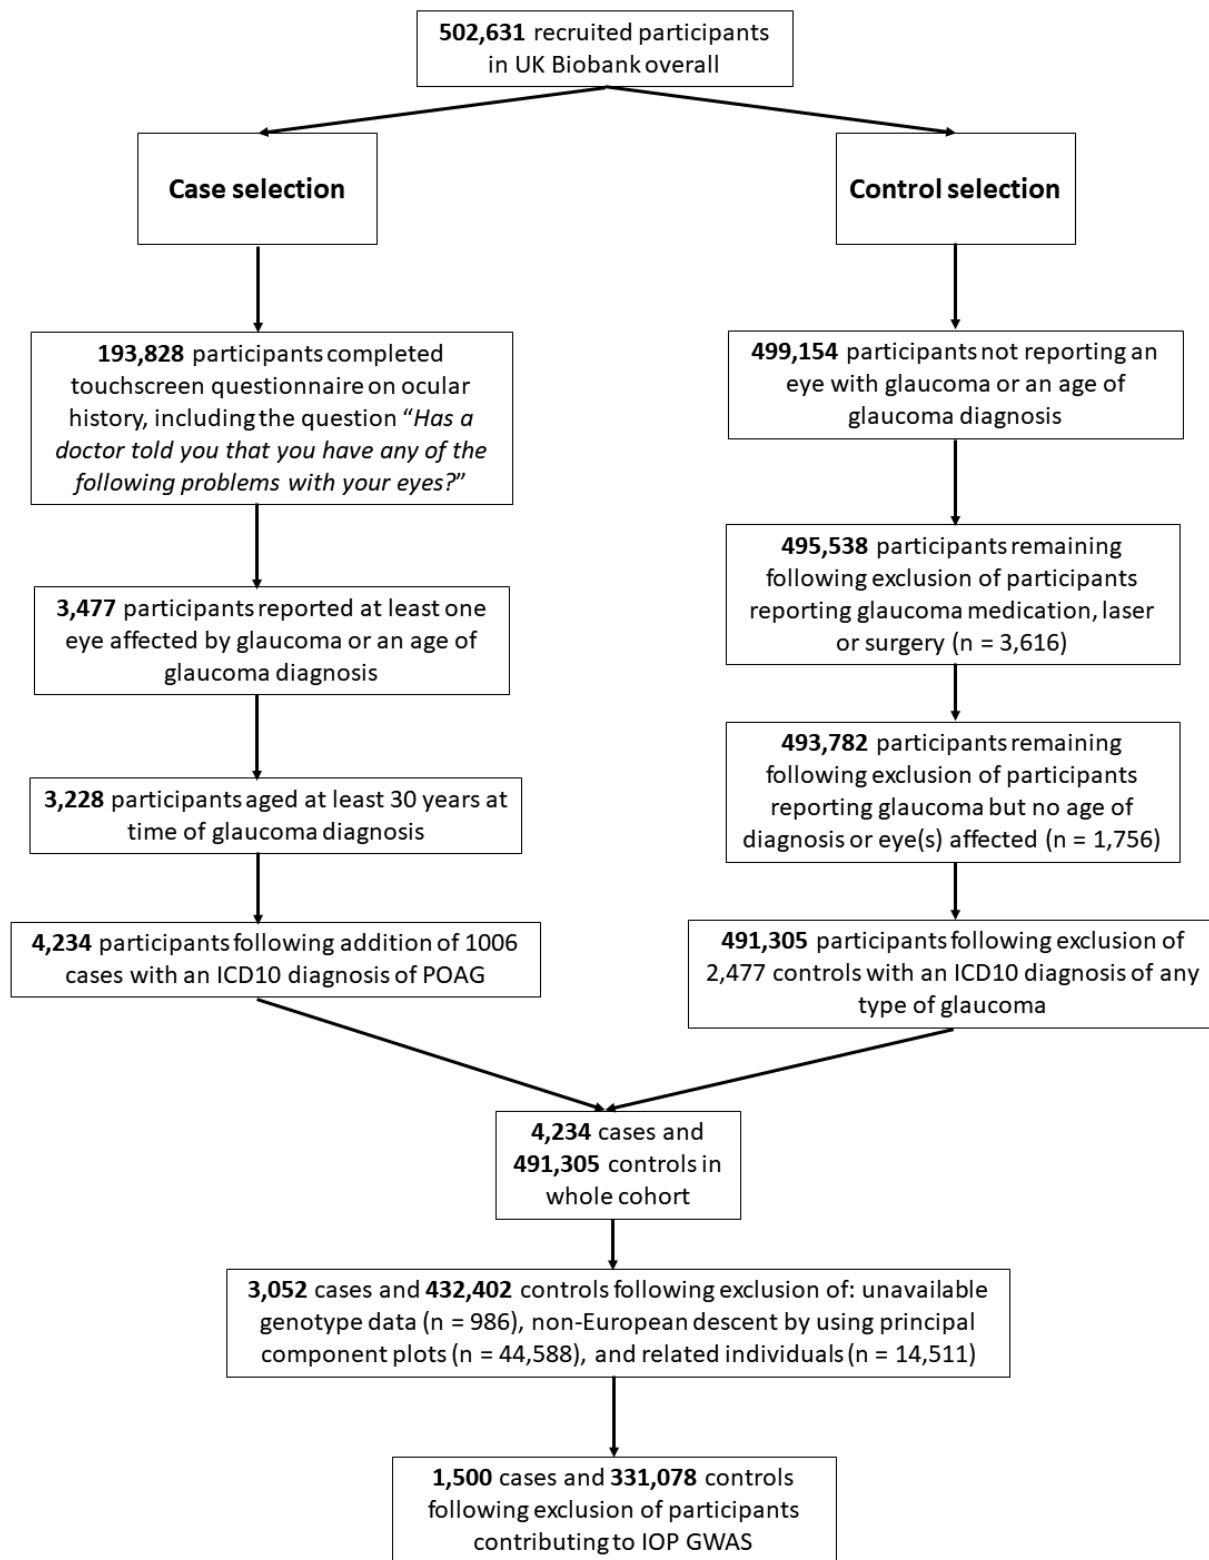 502,631 recruited participants
in UK Biobank overall
Case selection
Control selection
193,828 participants completed
touchscreen questionnaire on ocular
history, including the question “Has a
doctor told you that you have any of the
following problems with your eyes?”
499,154 participants not reporting an
eye with glaucoma or an age of
glaucoma diagnosis
495,538 participants remaining
following exclusion of participants
reporting glaucoma medication, laser
or surgery (n = 3,616)
3,477 participants reported at least one
eye affected by glaucoma or an age of
glaucoma diagnosis
493,782 participants remaining
following exclusion of participants
reporting glaucoma but no age of
diagnosis or eye(s) affected (n = 1,756)
3,228 participants aged at least 30 years at
time of glaucoma diagnosis
4,234 participants following addition of 1006
cases with an ICD10 diagnosis of POAG
491,305 participants following exclusion of
2,477 controls with an ICD10 diagnosis of any
type of glaucoma
4,234 cases and
491,305 controls in
whole cohort
3,052 cases and 432,402 controls following exclusion of: unavailable
genotype data (n = 986), non-European descent by using principal
component plots (n = 44,588), and related individuals (n = 14,511)
1,500 cases and 331,078 controls
following exclusion of participants
contributing to IOP GWAS